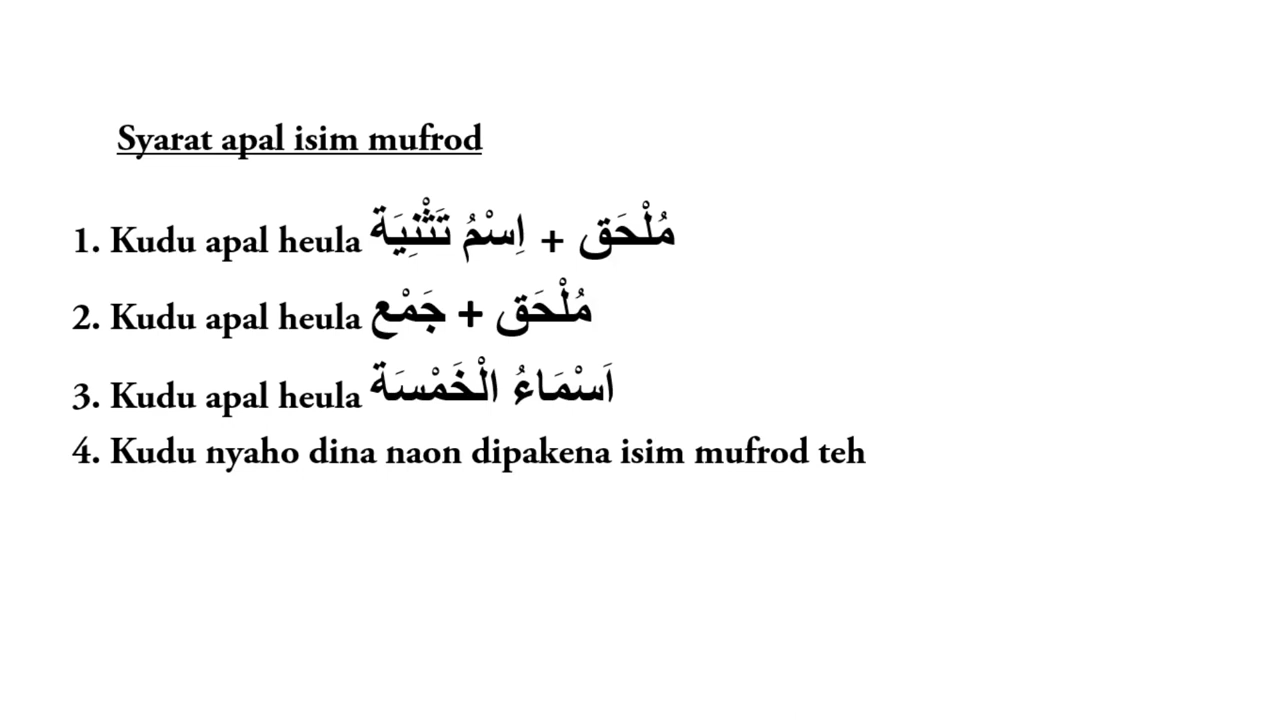 Syarat apal isim mufrod
1. Kudu apal heula اِسْمُ تَثْنِيَة + مُلْحَق
2. Kudu apal heula جَمْع + مُلْحَق
3. Kudu apal heula اَسْمَاءُ الْخَمْسَة
4. Kudu nyaho dina naon dipakena isim mufrod teh